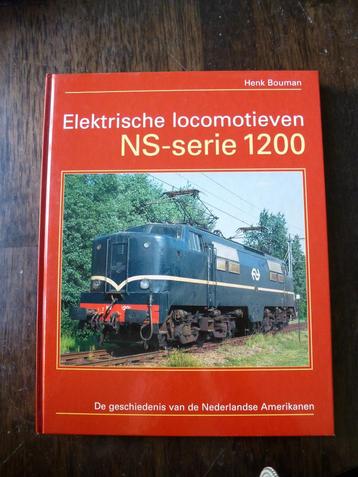 Henk Bouman
Elektrische locomotieven
NS-serie 1200
De geschiedenis van de Nederlandse Amerikanen